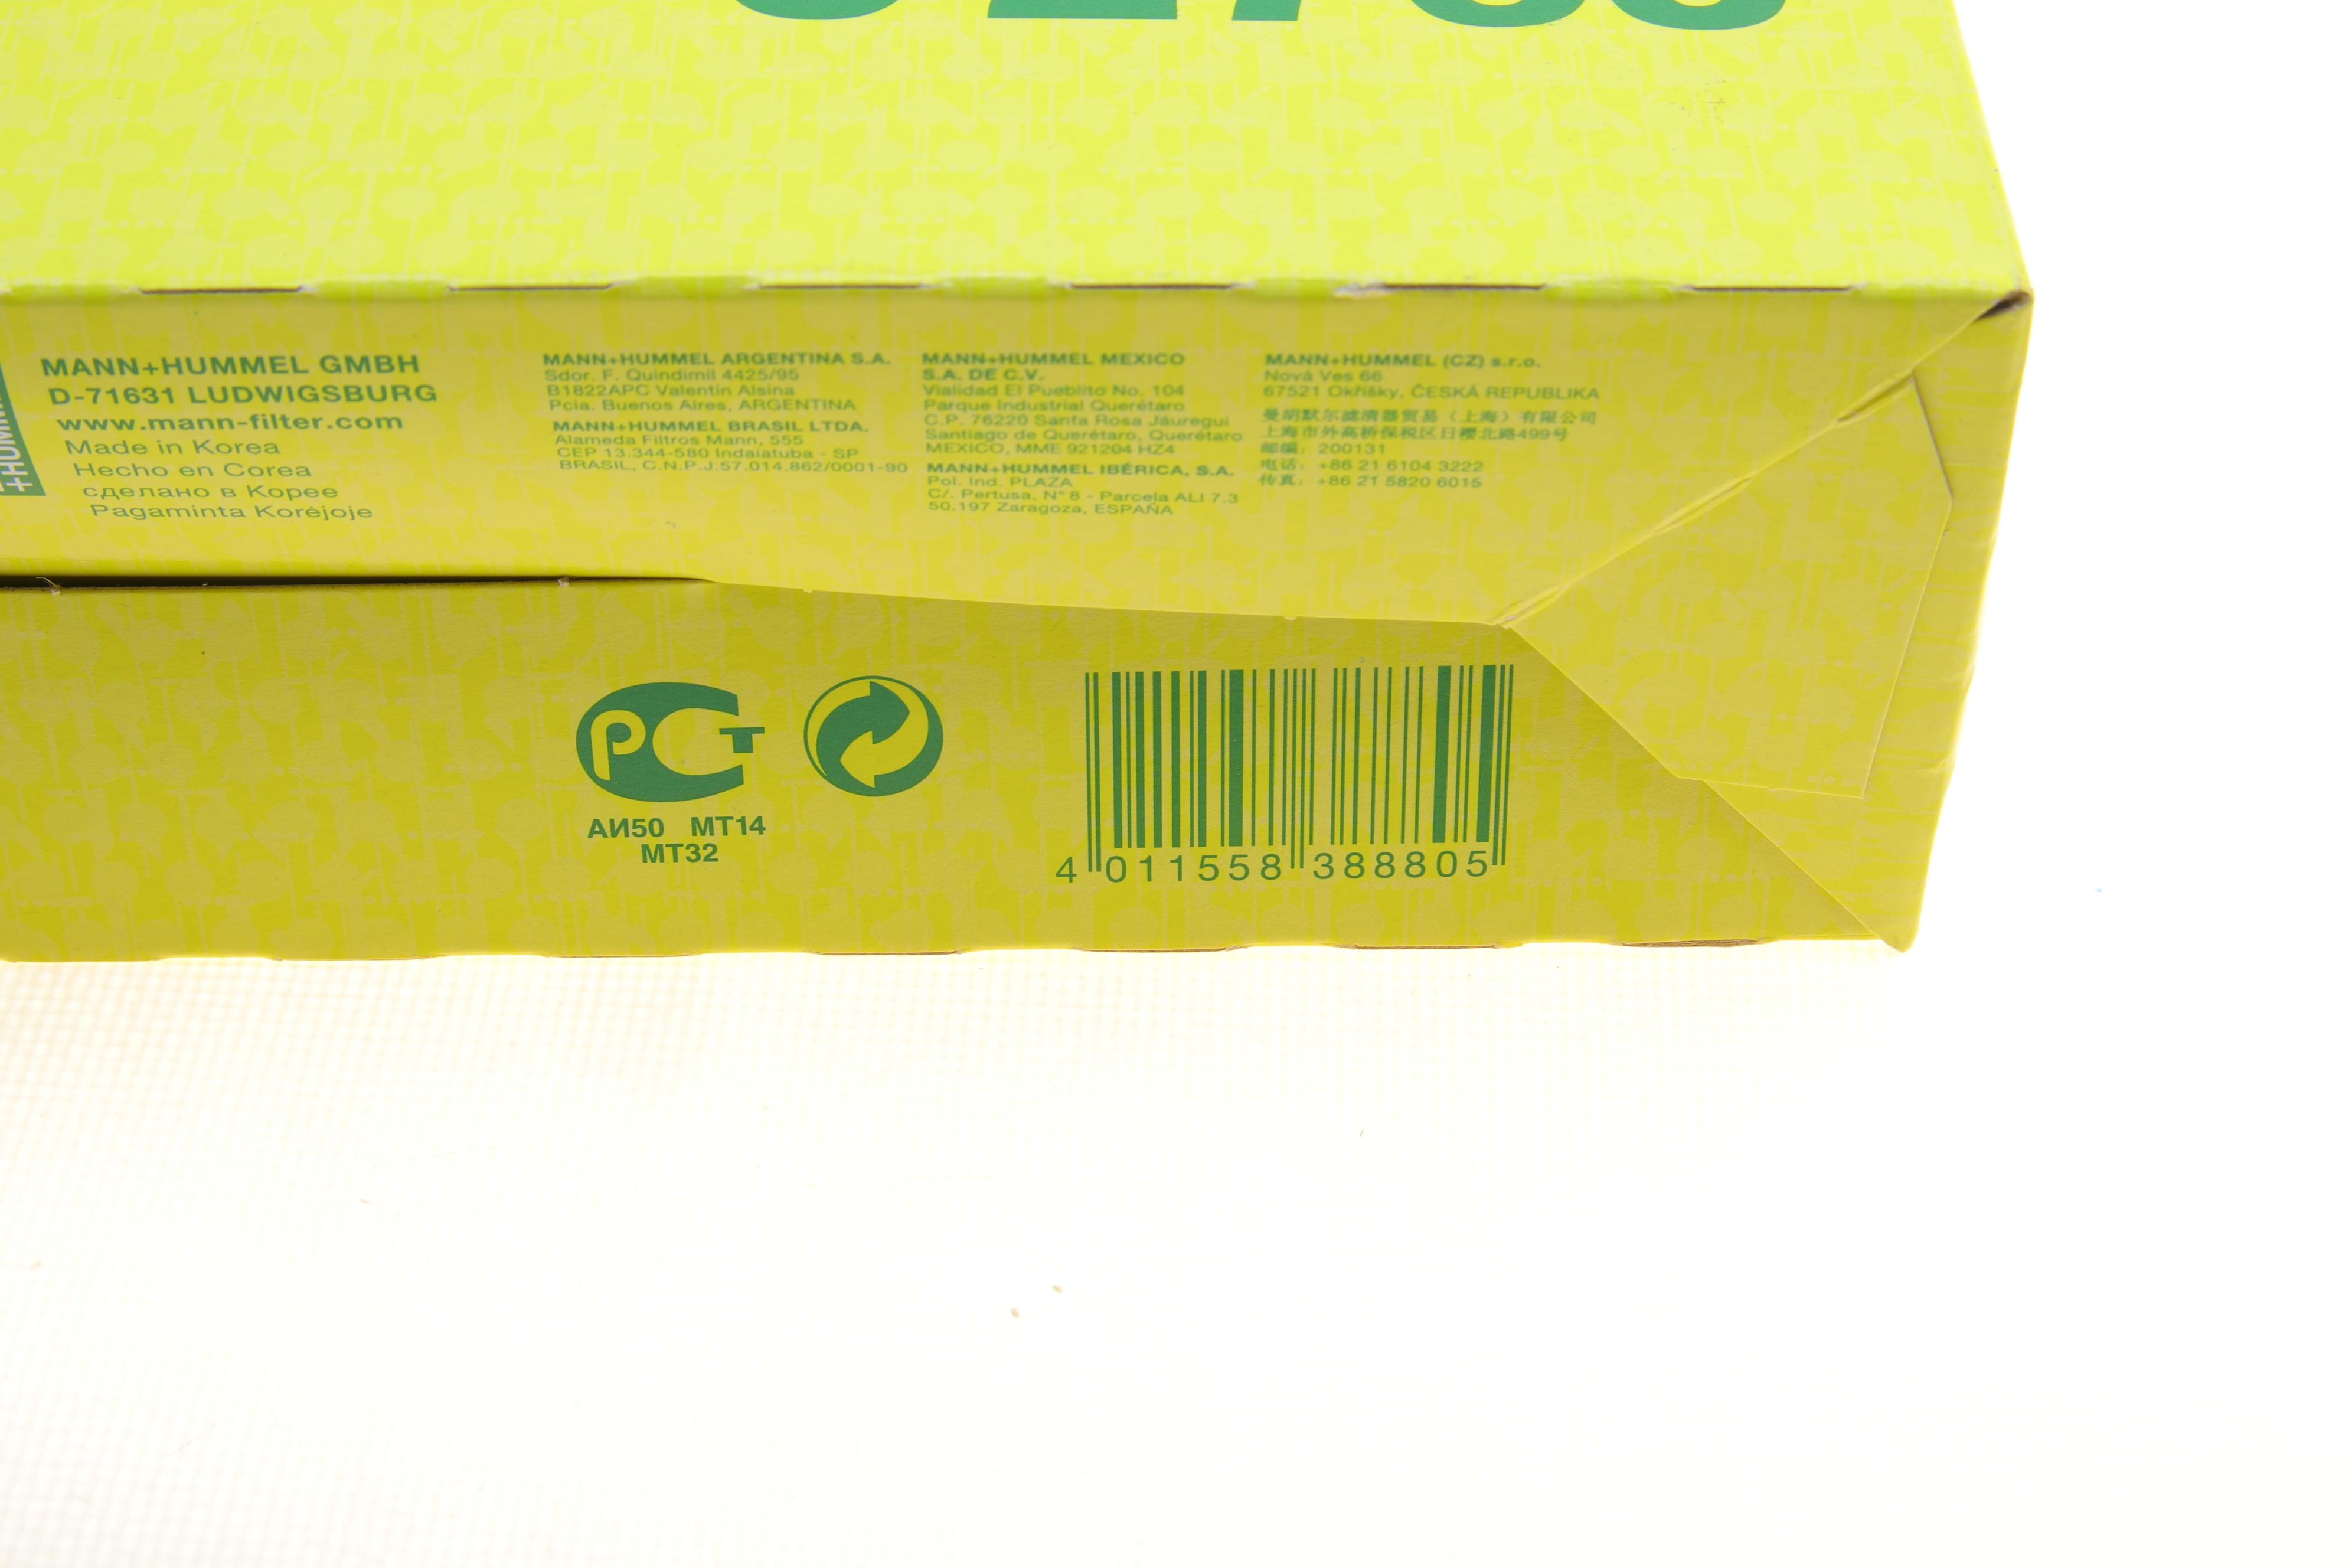 +HUMM
MANN+HUMMEL GMBH
D-71631 LUDWIGSBURG
www.mann-filter.com
Made in Korea
Hecho en Corea
сделано в Корее
Pagaminta Korėjoje
MANN+HUMMEL ARGENTINA S.A.
Sdor. F. Quindimil 4425/95
B1822APC Valentín Alsina
Pcia. Buenos Aires, ARGENTINA
MANN+HUMMEL BRASIL LTDA.
Alameda Filtros Mann, 555
CEP 13.344-580 Indaiatuba - SP
BRASIL, C.N.P.J.57.014.862/0001-90
MANN+HUMMEL MEXICO
S.A. DE C.V.
Vialidad El Pueblito No. 104
Parque Industrial Querétaro
C.P. 76220 Santa Rosa Jáuregui
Santiago de Querétaro, Querétaro
MEXICO, MME 921204 HZ4
MANN+HUMMEL IBÉRICA, S.A.
Pol. Ind. PLAZA
C/. Pertusa, N° 8 - Parcela ALI 7.3
50.197 Zaragoza, ESPAÑA
MANN+HUMMEL (CZ) s.r.o.
Nová Ves 66
67521 Okříšky, ČESKÁ REPUBLIKA
曼胡默尔滤清器贸易（上海）有限公司
上海市外高桥保税区日樱北路499号
邮编：200131
电话：+86 21 6104 3222
传真：+86 21 5820 6015
РСТ
АИ50 МТ14
МТ32
4 011558 388805